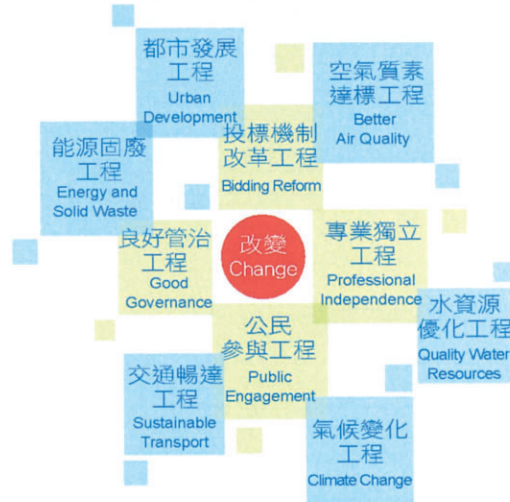 都市發展
工程
Urban
Development
空氣質素
達標工程
Better
Air Quality
投標機制
改革工程
Bidding Reform
能源固廢
工程
Energy and
Solid Waste
良好管治
工程
Good
Governance
改變
Change
專業獨立
工程
Professional
Independence
水資源
優化工程
Quality Water
Resources
公民
參與工程
Public
Engagement
交通暢達
工程
Sustainable
Transport
氣候變化
工程
Climate Change